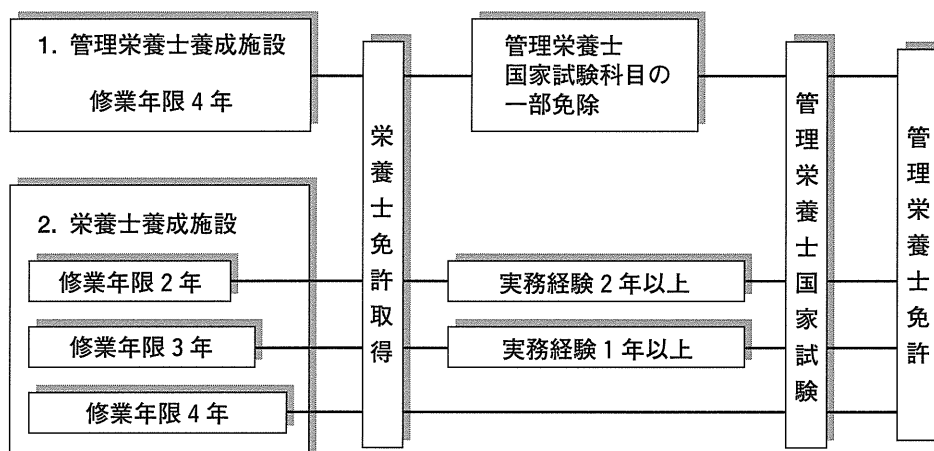 1. 管理栄養士養成施設
修業年限4年
2. 栄養士養成施設
修業年限2年
修業年限3年
修業年限4年
栄養士免許取得
管理栄養士
国家試験科目の
一部免除
実務経験2年以上
実務経験1年以上
管理栄養士国家試験
管理栄養士免許